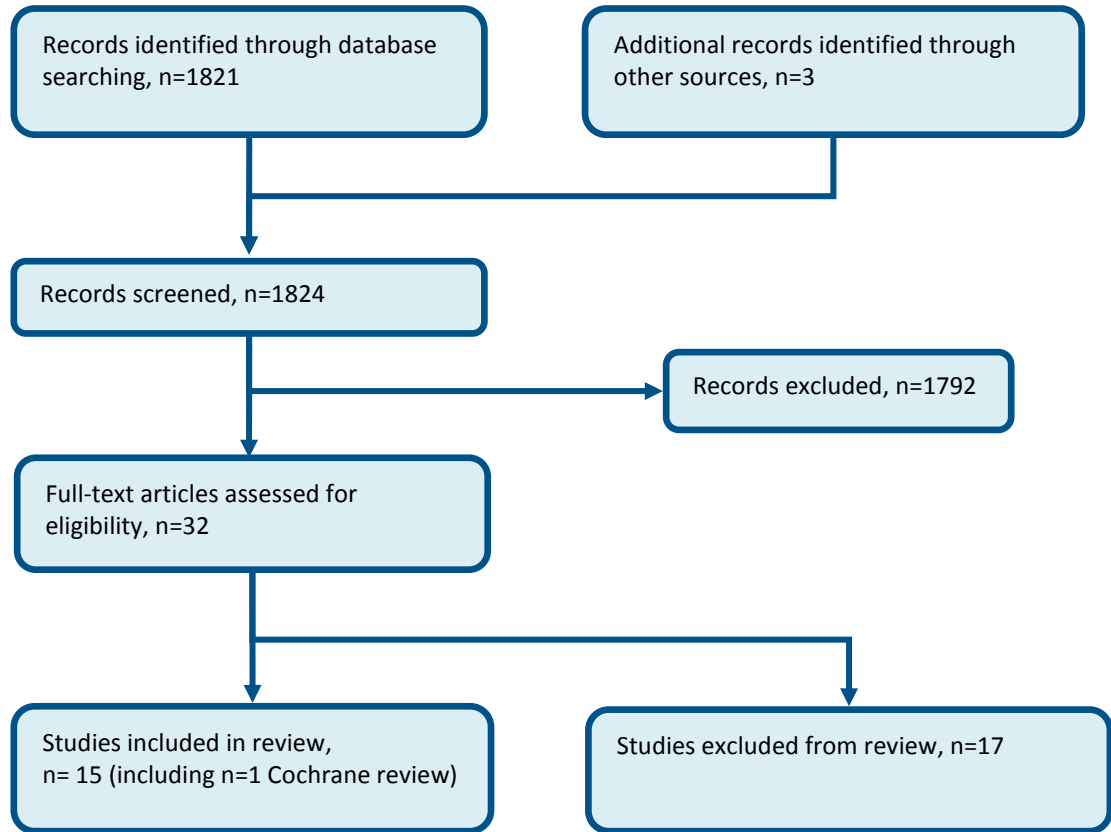 Records identified through database
searching, n=1821
Additional records identified through
other sources, n=3
Records screened, n=1824
Records excluded, n=1792
Full-text articles assessed for
eligibility, n=32
Studies included in review,
n= 15 (including n=1 Cochrane review)
Studies excluded from review, n=17